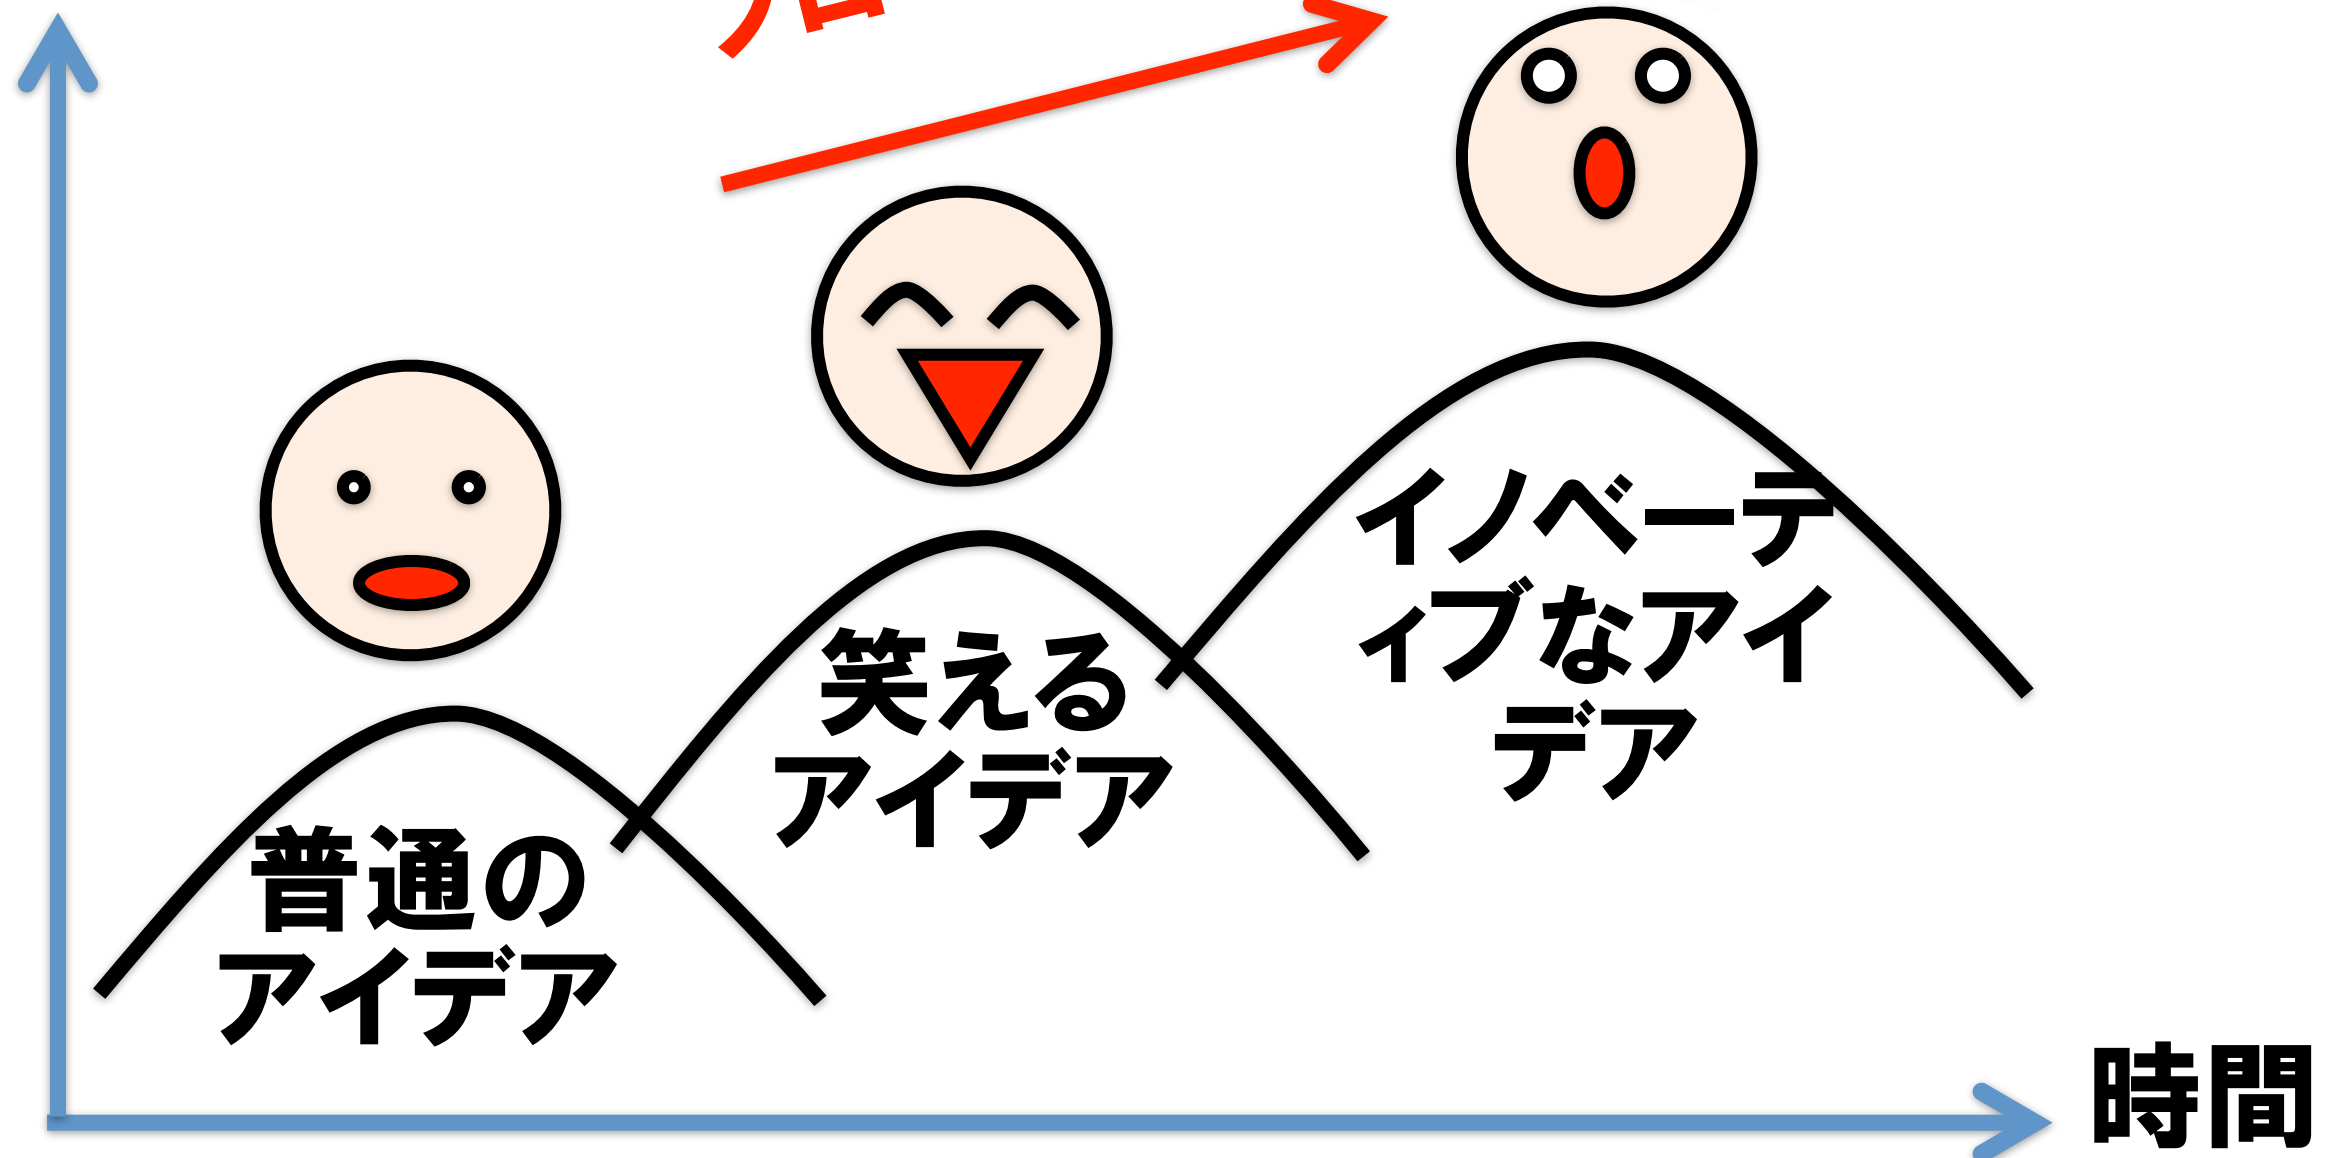 イノベーテ
ィブなアイ
デア
笑える
アイデア
普通の
アイデア
時間